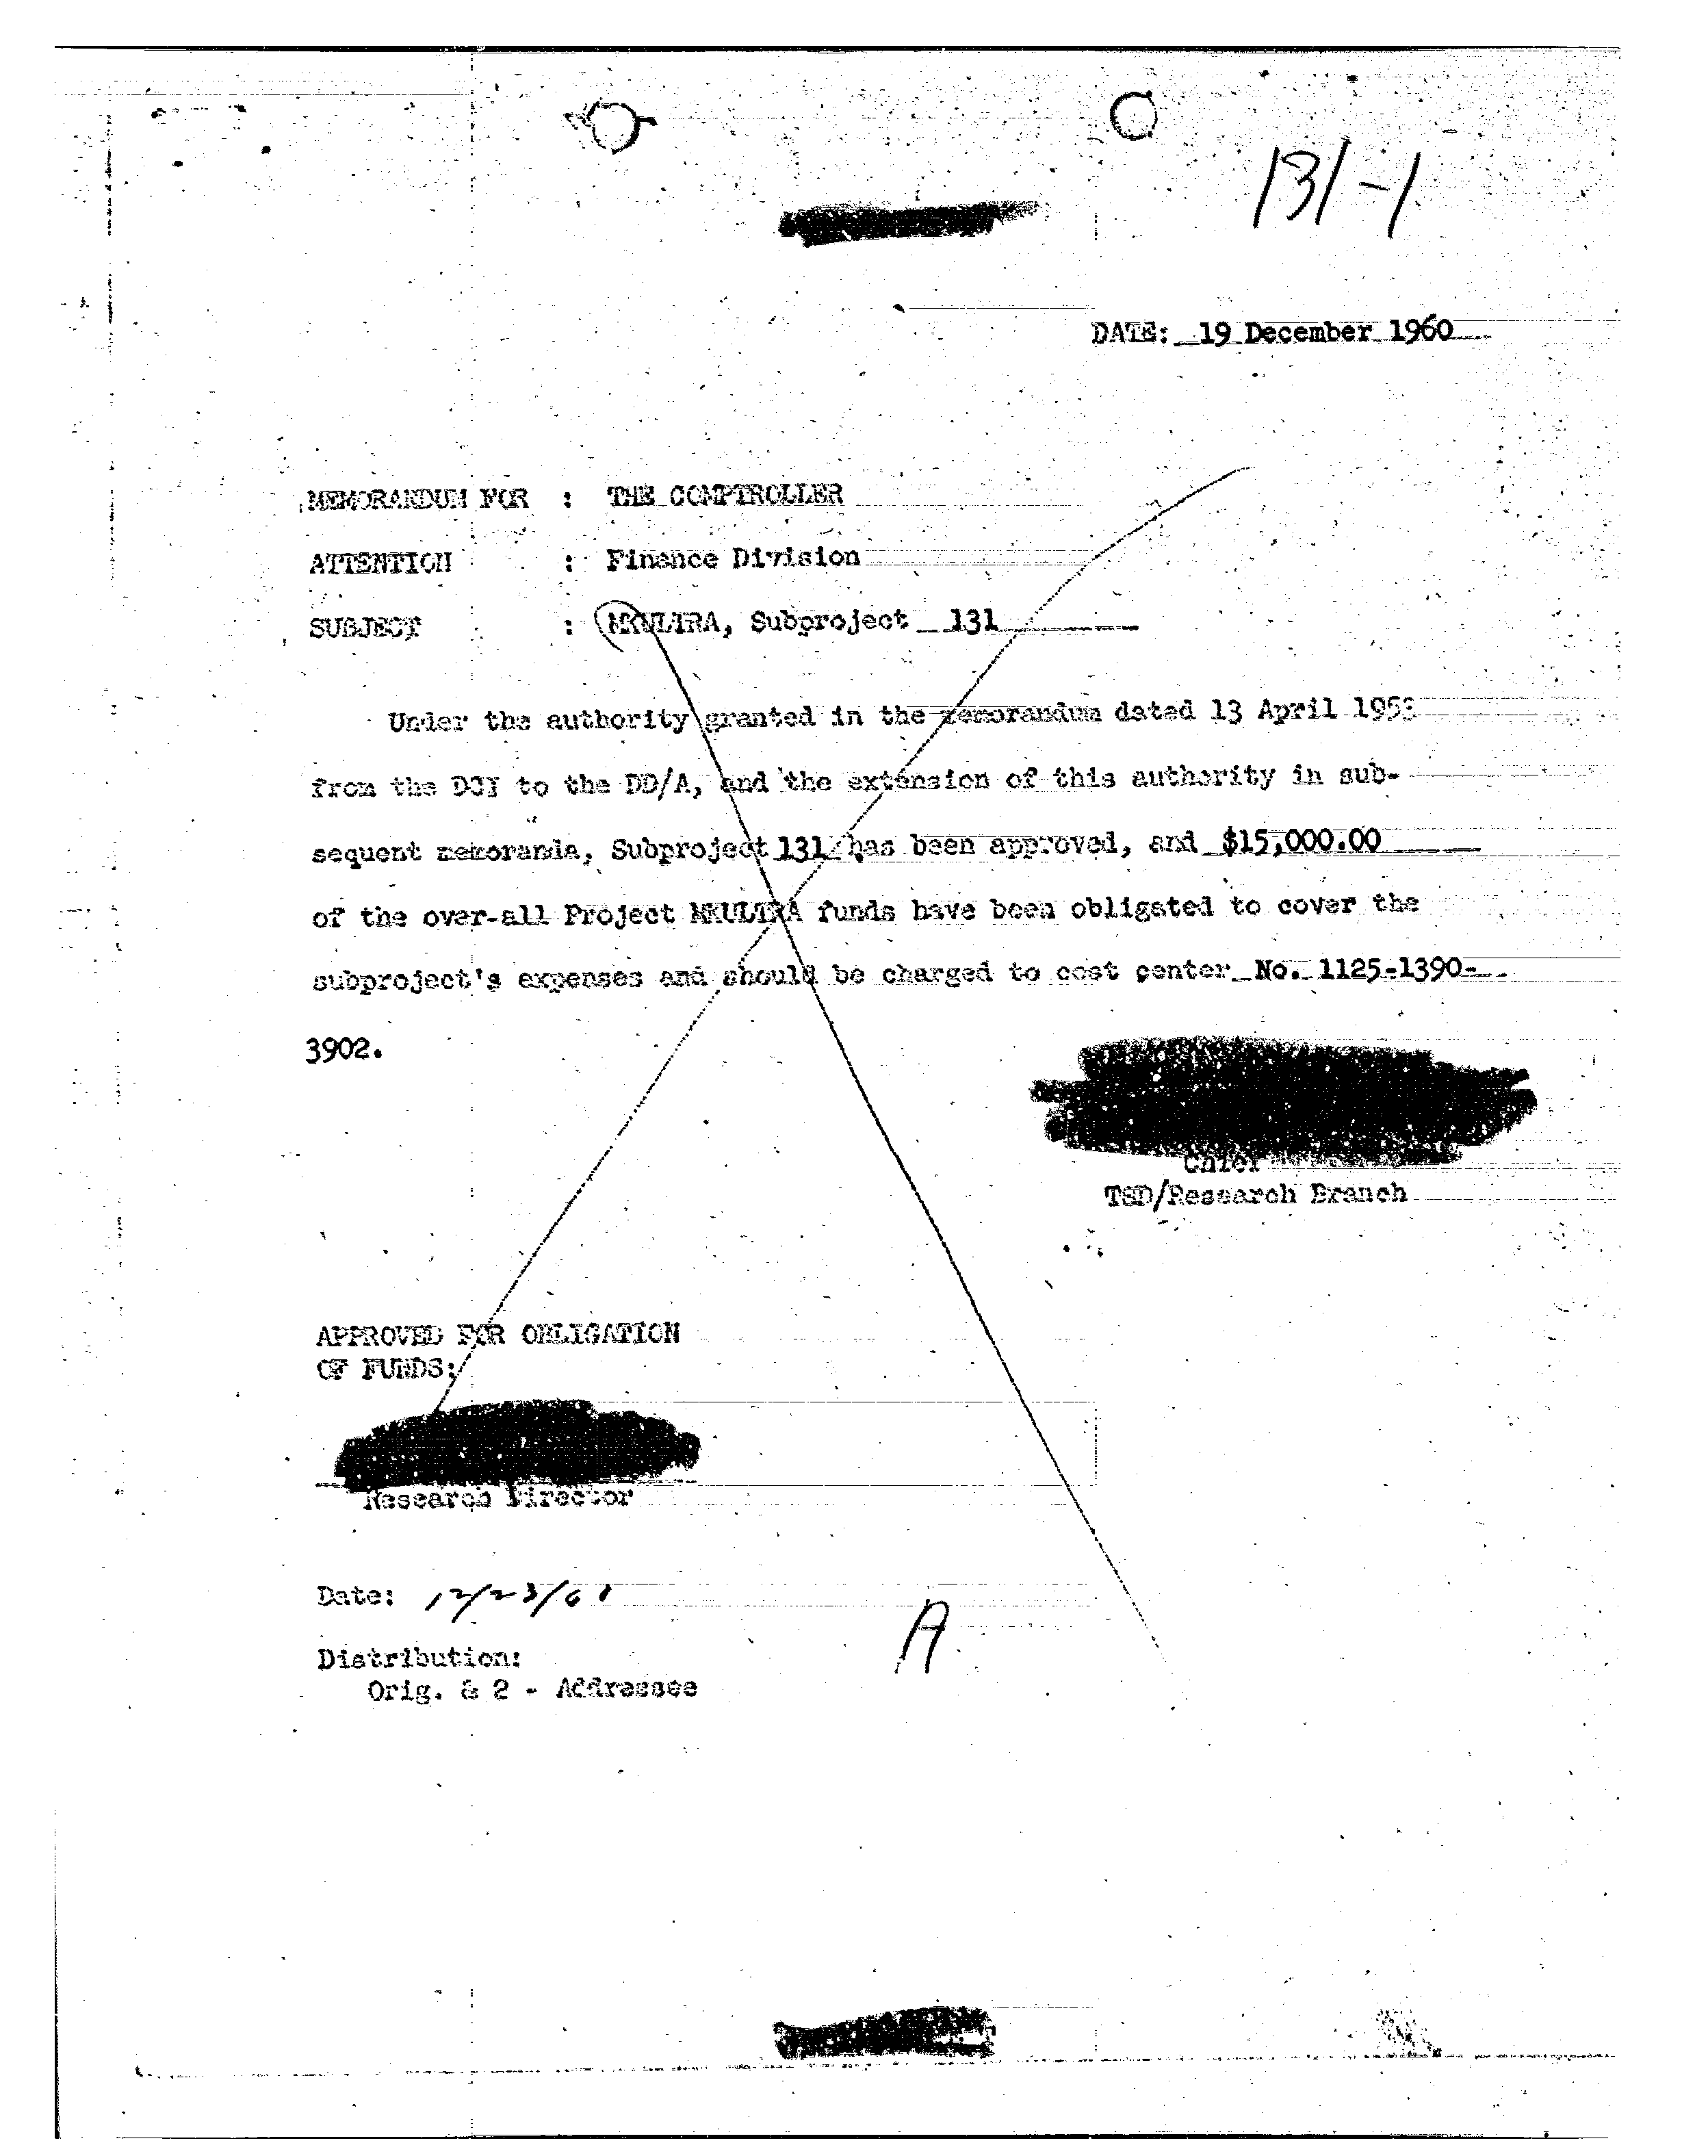 131-1
DATE: 19 December 1960
MEMORANDUM FOR : THE COMPTROLLER
ATTENTION : Finance Division
SUBJECT : MKULTRA, Subproject 131
Under the authority granted in the memorandum dated 13 April 1953
from the DCI to the DD/A, and the extension of this authority in sub-
sequent memoranda, Subproject 131 has been approved, and $15,000.00
of the over-all Project MKULTRA funds have been obligated to cover the
subproject's expenses and should be charged to cost center No. 1125-1390-
3902.
Chief
TSD/Research Branch
APPROVED FOR OBLIGATION
OF FUNDS:
Research Director
Date: 12/23/60
A
Distribution:
Orig. & 2 - Addressee